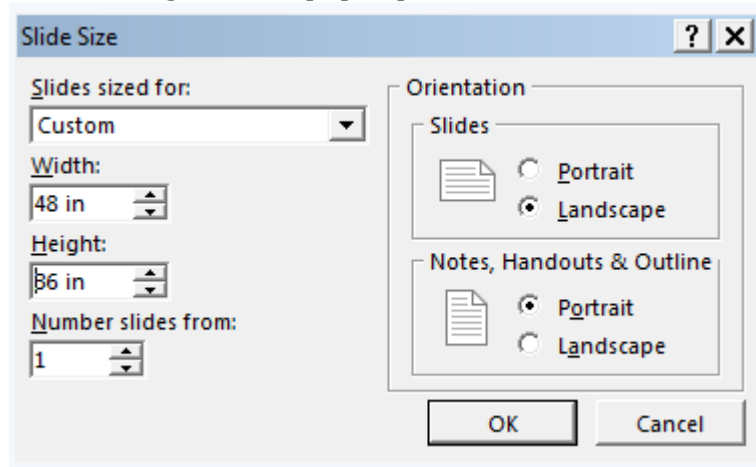 Slide Size
Slides sized for:
Custom
Width:
48 in
Height:
36 in
Number slides from:
1
Orientation
Slides
Portrait
Landscape
Notes, Handouts & Outline
Portrait
Landscape
OK
Cancel